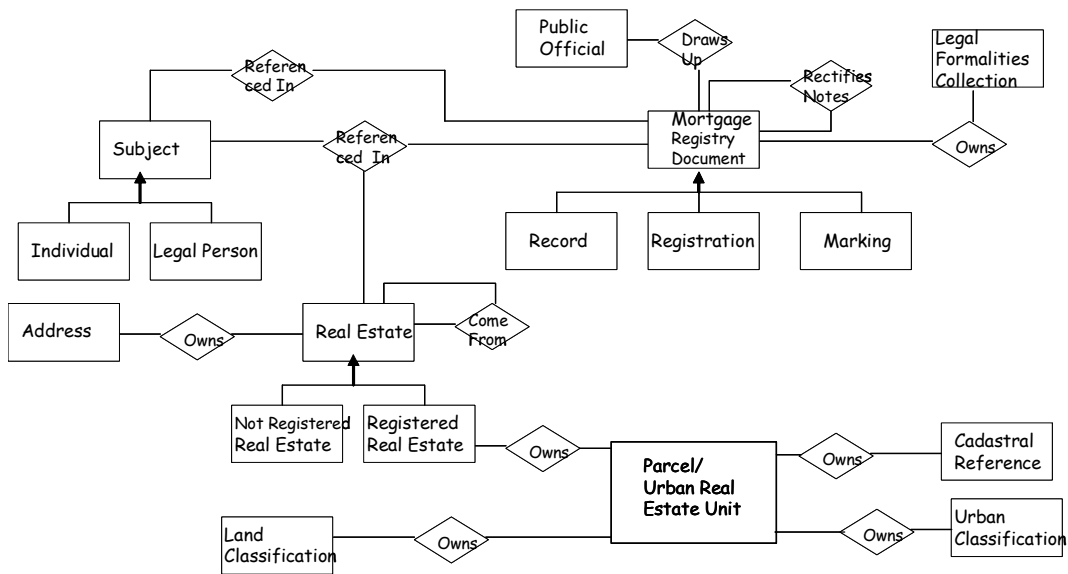 Public
Official
Draws
Up
Legal
Formalities
Collection
Referen
ced In
Rectifies
Notes
Mortgage
Registry
Document
Subject
Referen
ced In
Owns
Individual
Legal Person
Record
Registration
Marking
Address
Owns
Real Estate
Come
From
Not Registered
Real Estate
Registered
Real Estate
Owns
Parcel/
Urban Real
Estate Unit
Owns
Cadastral
Reference
Land
Classification
Owns
Owns
Urban
Classification